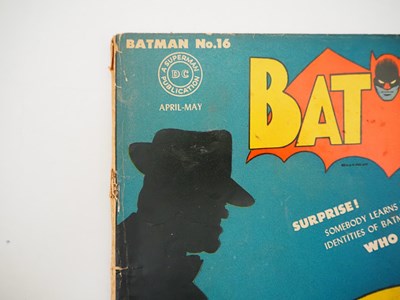 BATMAN No.16
A SUPERMAN
DC
PUBLICATION
APRIL-MAY
BAT
SURPRISE!
SOMEBODY LEARNS
IDENTITIES OF BATM
WHO